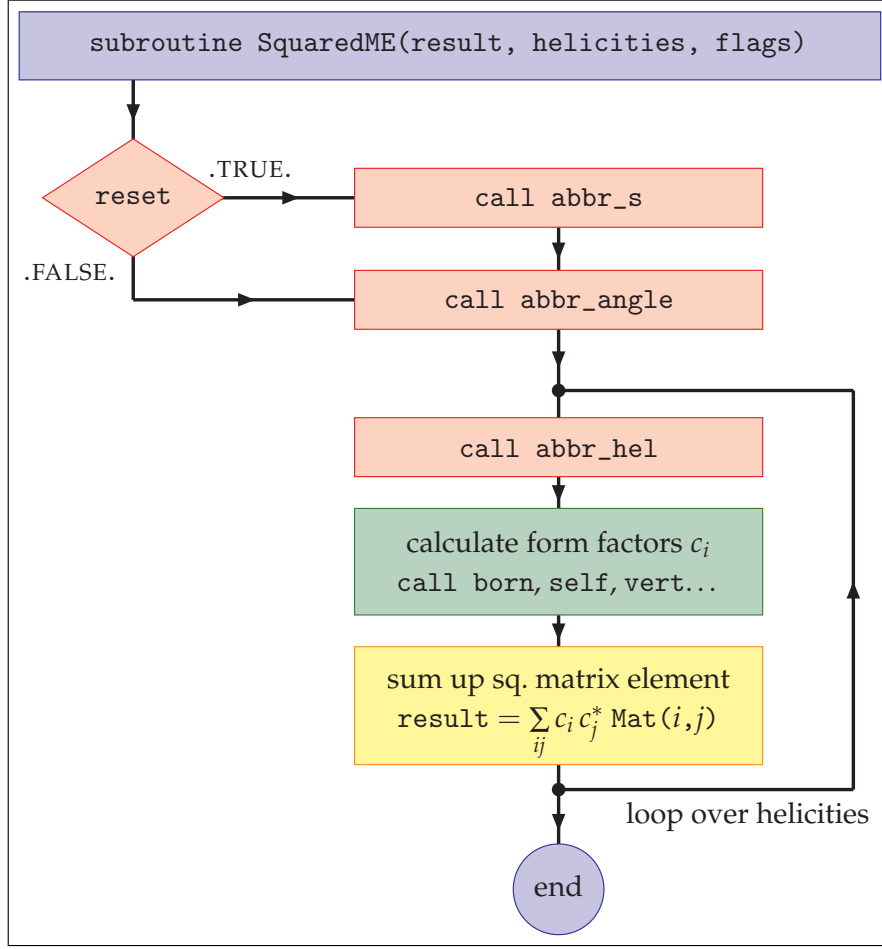 subroutine SquaredME(result, helicities, flags)
.TRUE.
reset
call abbr_s
.FALSE.
call abbr_angle
call abbr_hel
calculate form factors c_i
call born, self, vert...
sum up sq. matrix element
result = ∑_{ij} c_i c_j^* Mat(i,j)
loop over helicities
end